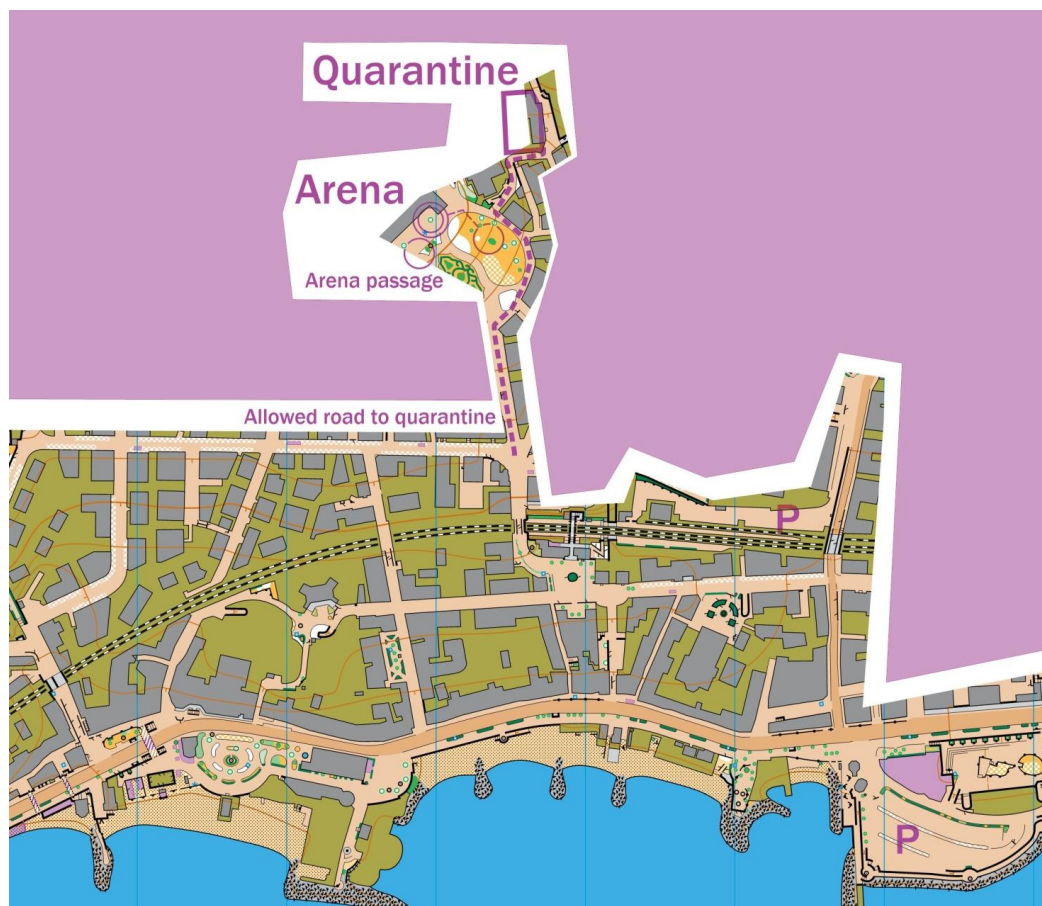 Quarantine
Arena
Arena passage
Allowed road to quarantine
P
P